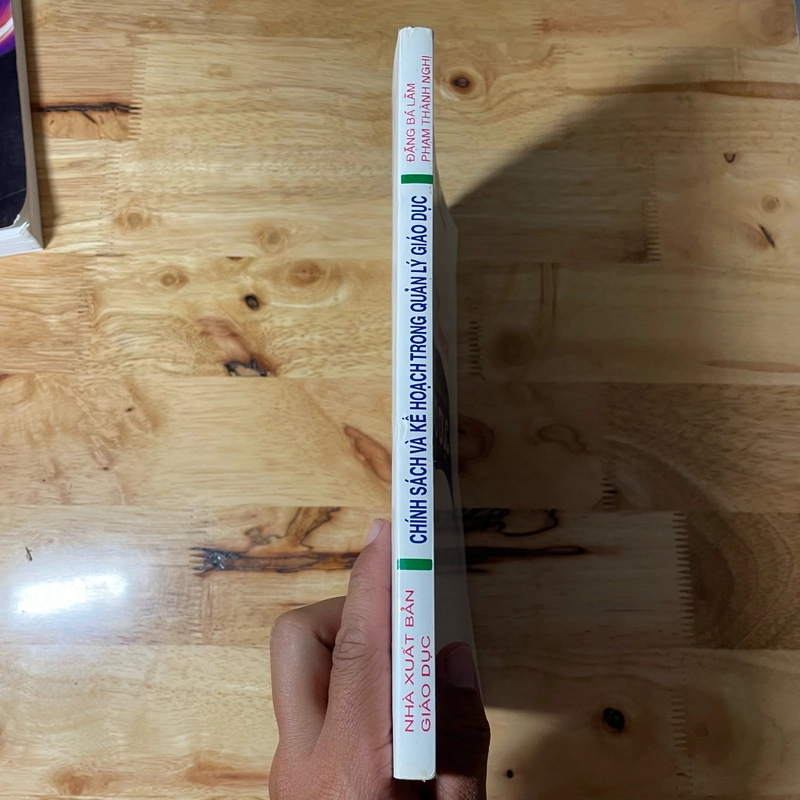 ĐẶNG BÁ LÃM
PHẠM THÀNH NGHỊ
CHÍNH SÁCH VÀ KẾ HOẠCH TRONG QUẢN LÝ GIÁO DỤC
NHÀ XUẤT BẢN
GIÁO DỤC